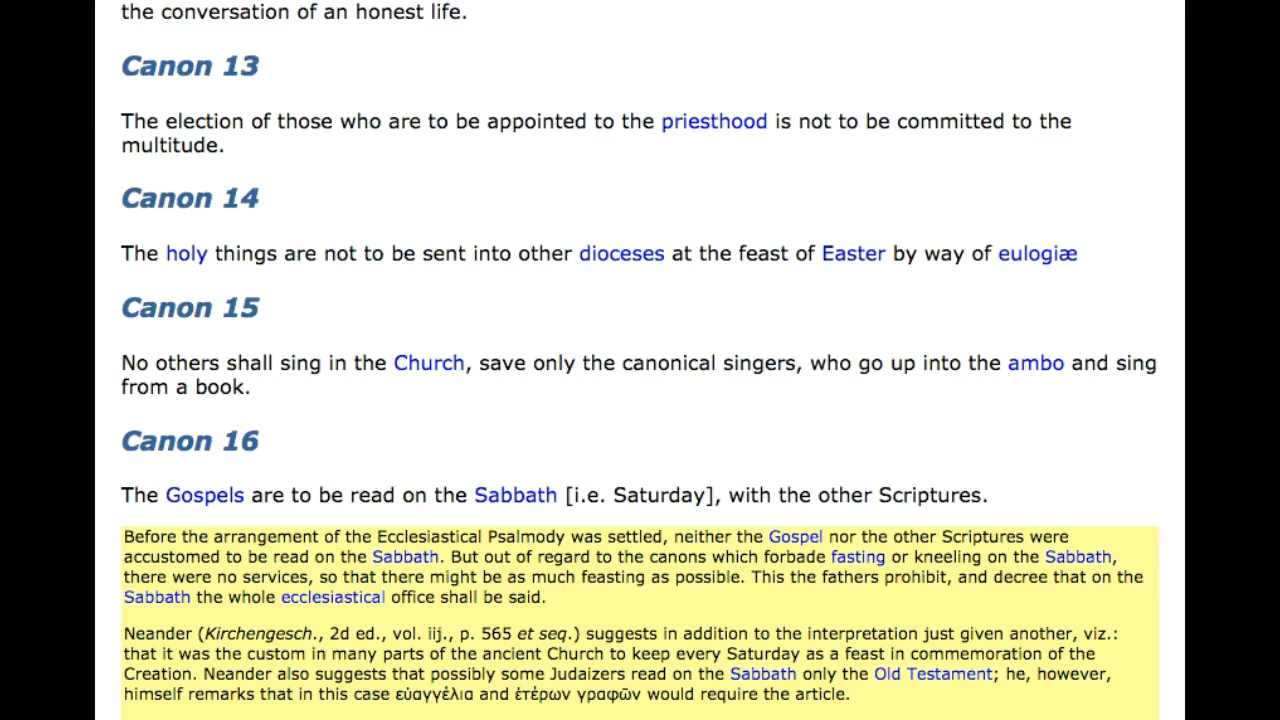 the conversation of an honest life.
Canon 13
The election of those who are to be appointed to the priesthood is not to be committed to the
multitude.
Canon 14
The holy things are not to be sent into other dioceses at the feast of Easter by way of eulogiæ
Canon 15
No others shall sing in the Church, save only the canonical singers, who go up into the ambo and sing
from a book.
Canon 16
The Gospels are to be read on the Sabbath [i.e. Saturday], with the other Scriptures.
Before the arrangement of the Ecclesiastical Psalmody was settled, neither the Gospel nor the other Scriptures were
accustomed to be read on the Sabbath. But out of regard to the canons which forbade fasting or kneeling on the Sabbath,
there were no services, so that there might be as much feasting as possible. This the fathers prohibit, and decree that on the
Sabbath the whole ecclesiastical office shall be said.
Neander (Kirchengesch., 2d ed., vol. iij., p. 565 et seq.) suggests in addition to the interpretation just given another, viz.:
that it was the custom in many parts of the ancient Church to keep every Saturday as a feast in commemoration of the
Creation. Neander also suggests that possibly some Judaizers read on the Sabbath only the Old Testament; he, however,
himself remarks that in this case εὐαγγέλια and ἑτέρων γραφῶν would require the article.